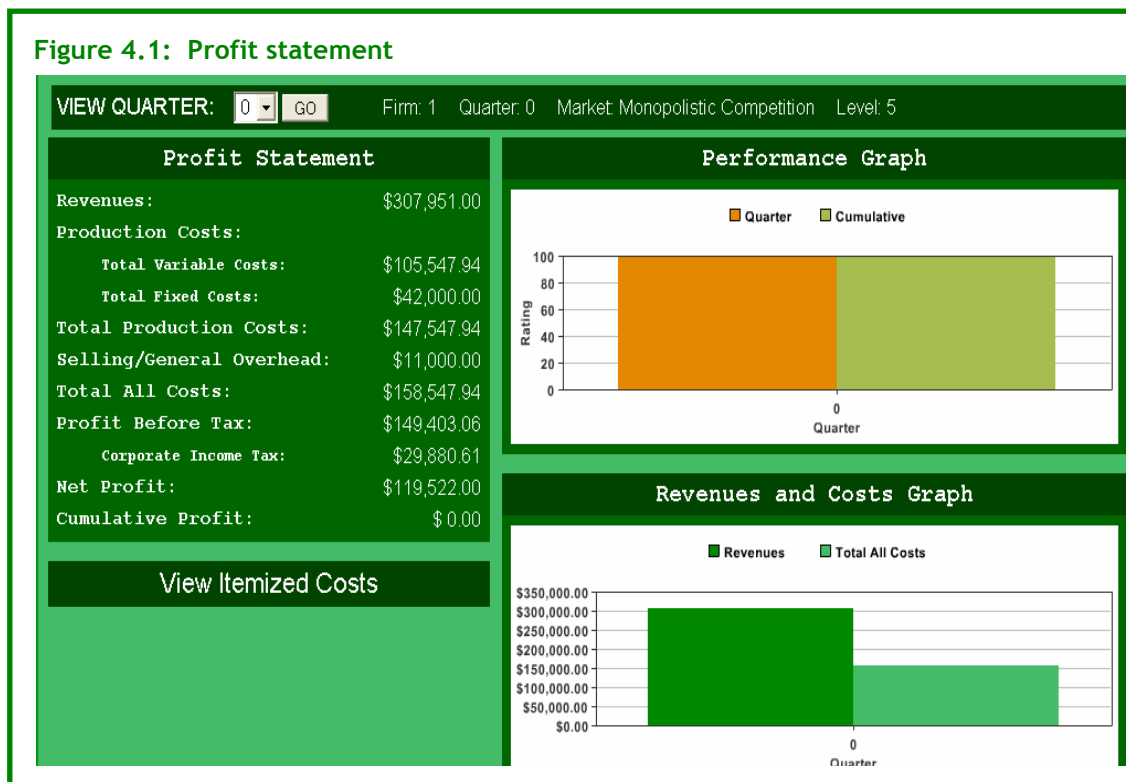 Figure 4.1: Profit statement
VIEW QUARTER: 0 GO Firm: 1 Quarter: 0 Market: Monopolistic Competition Level: 5
Profit Statement
Revenues: $307,951.00
Production Costs:
Total Variable Costs: $105,547.94
Total Fixed Costs: $42,000.00
Total Production Costs: $147,547.94
Selling/General Overhead: $11,000.00
Total All Costs: $158,547.94
Profit Before Tax: $149,403.06
Corporate Income Tax: $29,880.61
Net Profit: $119,522.00
Cumulative Profit: $ 0.00
View Itemized Costs
Performance Graph
Quarter Cumulative
100
80
60
40
20
0
Rating
0
Quarter
Revenues and Costs Graph
Revenues Total All Costs
$350,000.00
$300,000.00
$250,000.00
$200,000.00
$150,000.00
$100,000.00
$50,000.00
$0.00
0
Quarter